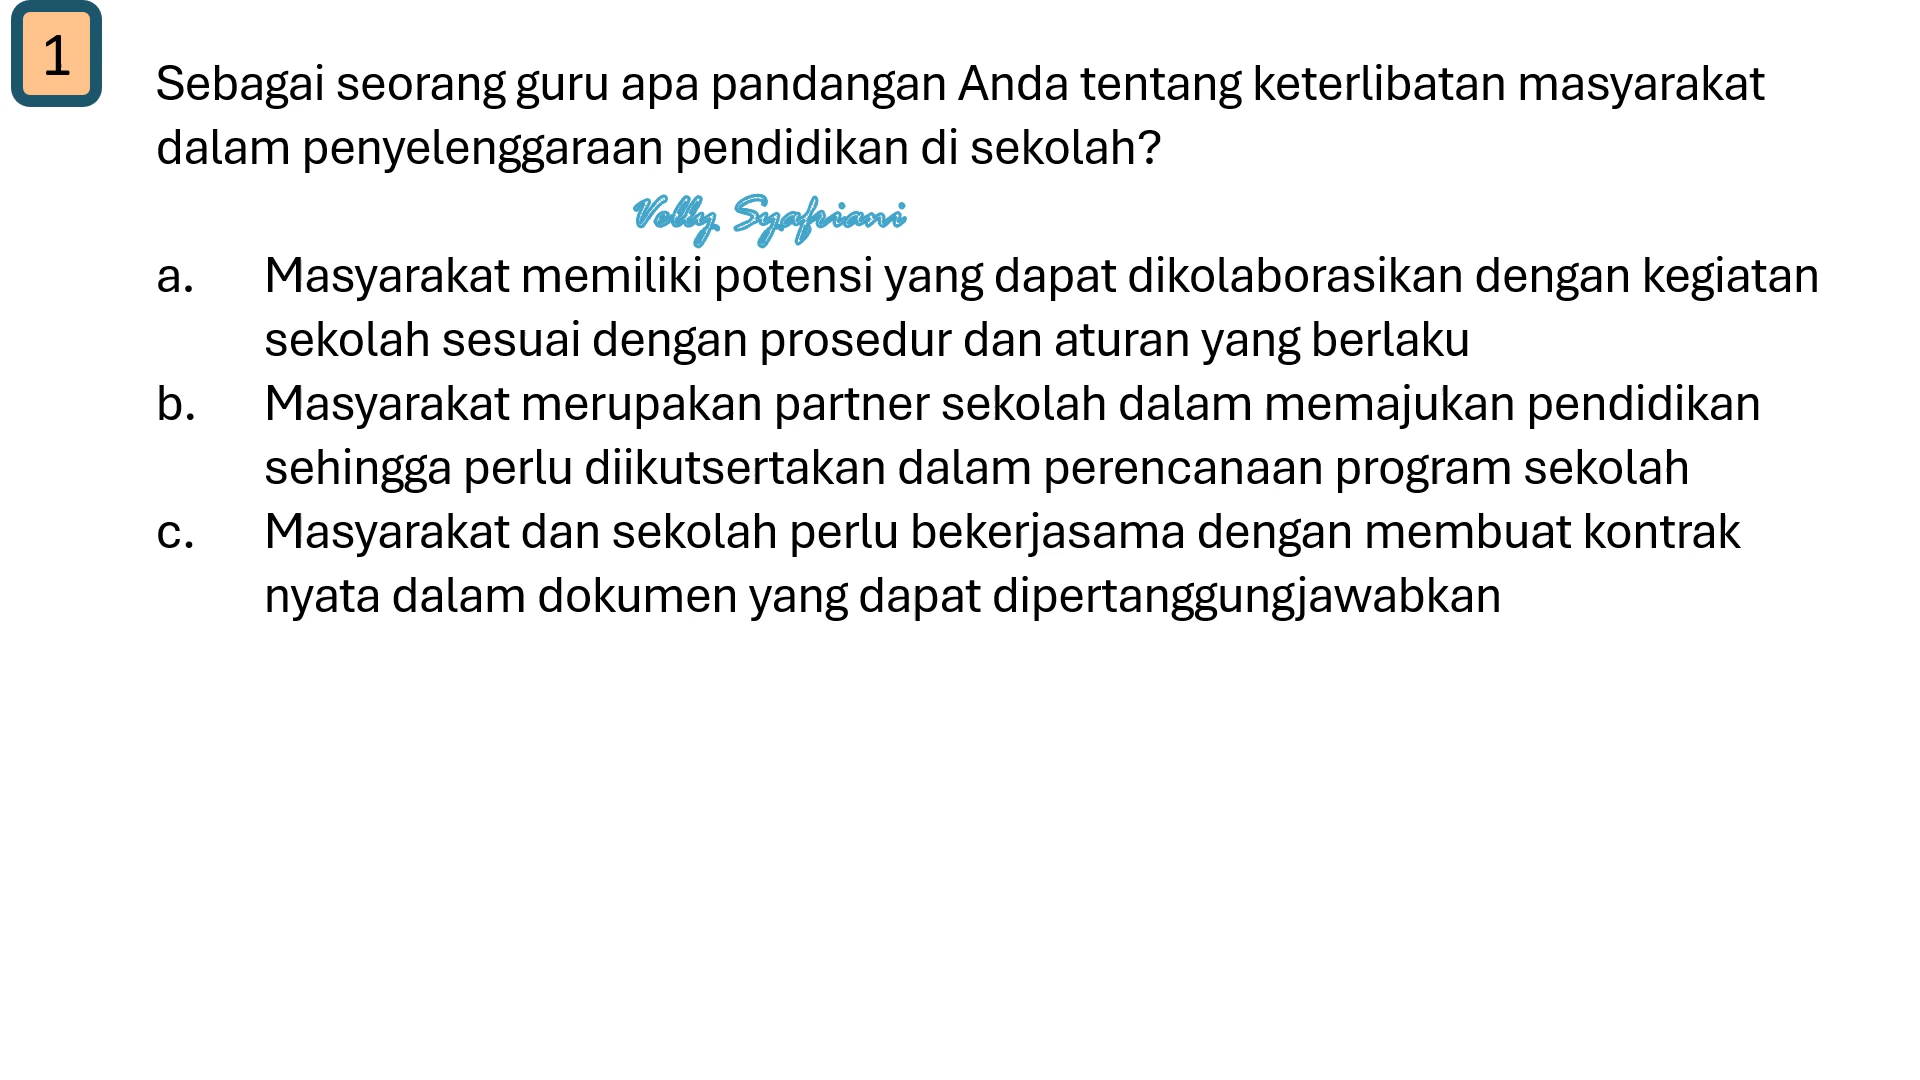 1
Sebagai seorang guru apa pandangan Anda tentang keterlibatan masyarakat
dalam penyelenggaraan pendidikan di sekolah?
Velly Syafriani
a. Masyarakat memiliki potensi yang dapat dikolaborasikan dengan kegiatan
sekolah sesuai dengan prosedur dan aturan yang berlaku
b. Masyarakat merupakan partner sekolah dalam memajukan pendidikan
sehingga perlu diikutsertakan dalam perencanaan program sekolah
c. Masyarakat dan sekolah perlu bekerjasama dengan membuat kontrak
nyata dalam dokumen yang dapat dipertanggungjawabkan